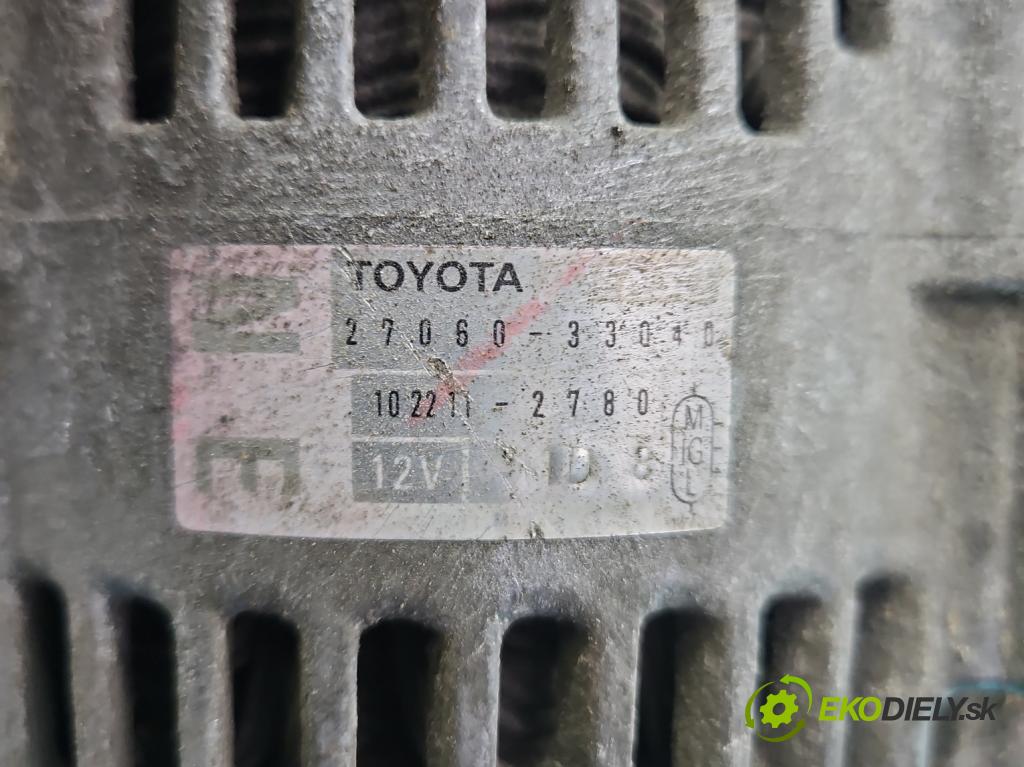 TOYOTA
27060-33040
102211-2780
12V
M
IG
L
EKODIELY.sk